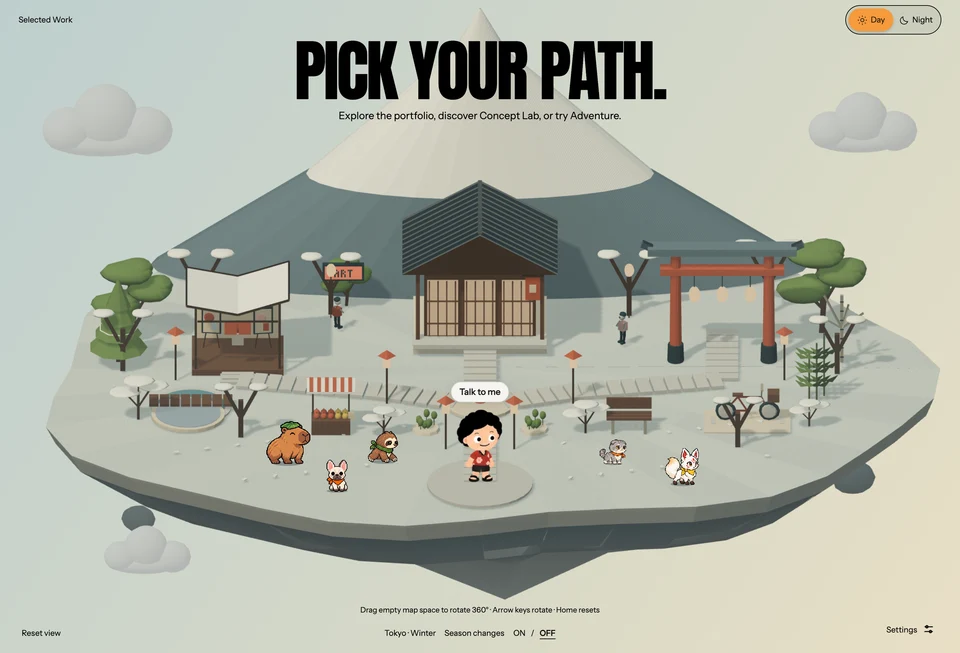 Selected Work
Day
Night
PICK YOUR PATH.
Explore the portfolio, discover Concept Lab, or try Adventure.
ART
Talk to me
Drag empty map space to rotate 360° · Arrow keys rotate · Home resets
Reset view
Tokyo · Winter
Season changes
ON / OFF
Settings